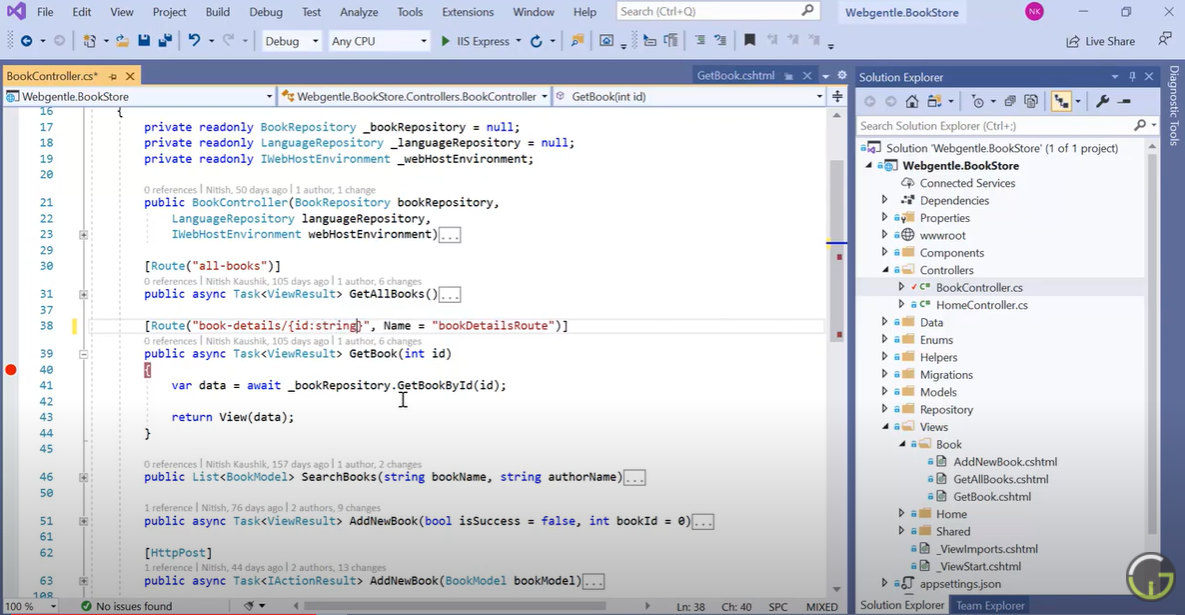 File Edit View Project Build Debug Test Analyze Tools Extensions Window Help Search (Ctrl+Q) Webgentle.BookStore NK
Debug Any CPU IIS Express Live Share
BookController.cs* GetBook.cshtml
Webgentle.BookStore Webgentle.BookStore.Controllers.BookController GetBook(int id)
16 {
17 private readonly BookRepository _bookRepository = null;
18 private readonly LanguageRepository _languageRepository = null;
19 private readonly IWebHostEnvironment _webHostEnvironment;
20
0 references | Nitish, 50 days ago | 1 author, 1 change
21 public BookController(BookRepository bookRepository,
22 LanguageRepository languageRepository,
23 IWebHostEnvironment webHostEnvironment)...
29
30 [Route("all-books")]
0 references | Nitish Kaushik, 105 days ago | 1 author, 6 changes
31 public async Task<ViewResult> GetAllBooks()...
37
38 [Route("book-details/{id:string}", Name = "bookDetailsRoute")]
0 references | Nitish Kaushik, 105 days ago | 1 author, 6 changes
39 public async Task<ViewResult> GetBook(int id)
40 {
41 var data = await _bookRepository.GetBookById(id);
42
43 return View(data);
44 }
45
0 references | Nitish Kaushik, 157 days ago | 1 author, 2 changes
46 public List<BookModel> SearchBooks(string bookName, string authorName)...
50
1 reference | Nitish, 76 days ago | 2 authors, 9 changes
51 public async Task<ViewResult> AddNewBook(bool isSuccess = false, int bookId = 0)...
61
62 [HttpPost]
1 reference | Nitish, 44 days ago | 2 authors, 13 changes
63 public async Task<IActionResult> AddNewBook(BookModel bookModel)...
108
100 % No issues found Ln: 38 Ch: 40 SPC MIXED
Solution Explorer
Search Solution Explorer (Ctrl+;)
Solution 'Webgentle.BookStore' (1 of 1 project)
Webgentle.BookStore
Connected Services
Dependencies
Properties
wwwroot
Components
Controllers
C# BookController.cs
C# HomeController.cs
Data
Enums
Helpers
Migrations
Models
Repository
Views
Book
AddNewBook.cshtml
GetAllBooks.cshtml
GetBook.cshtml
Home
Shared
_ViewImports.cshtml
_ViewStart.cshtml
appsettings.json
Solution Explorer Team Explorer
Diagnostic Tools